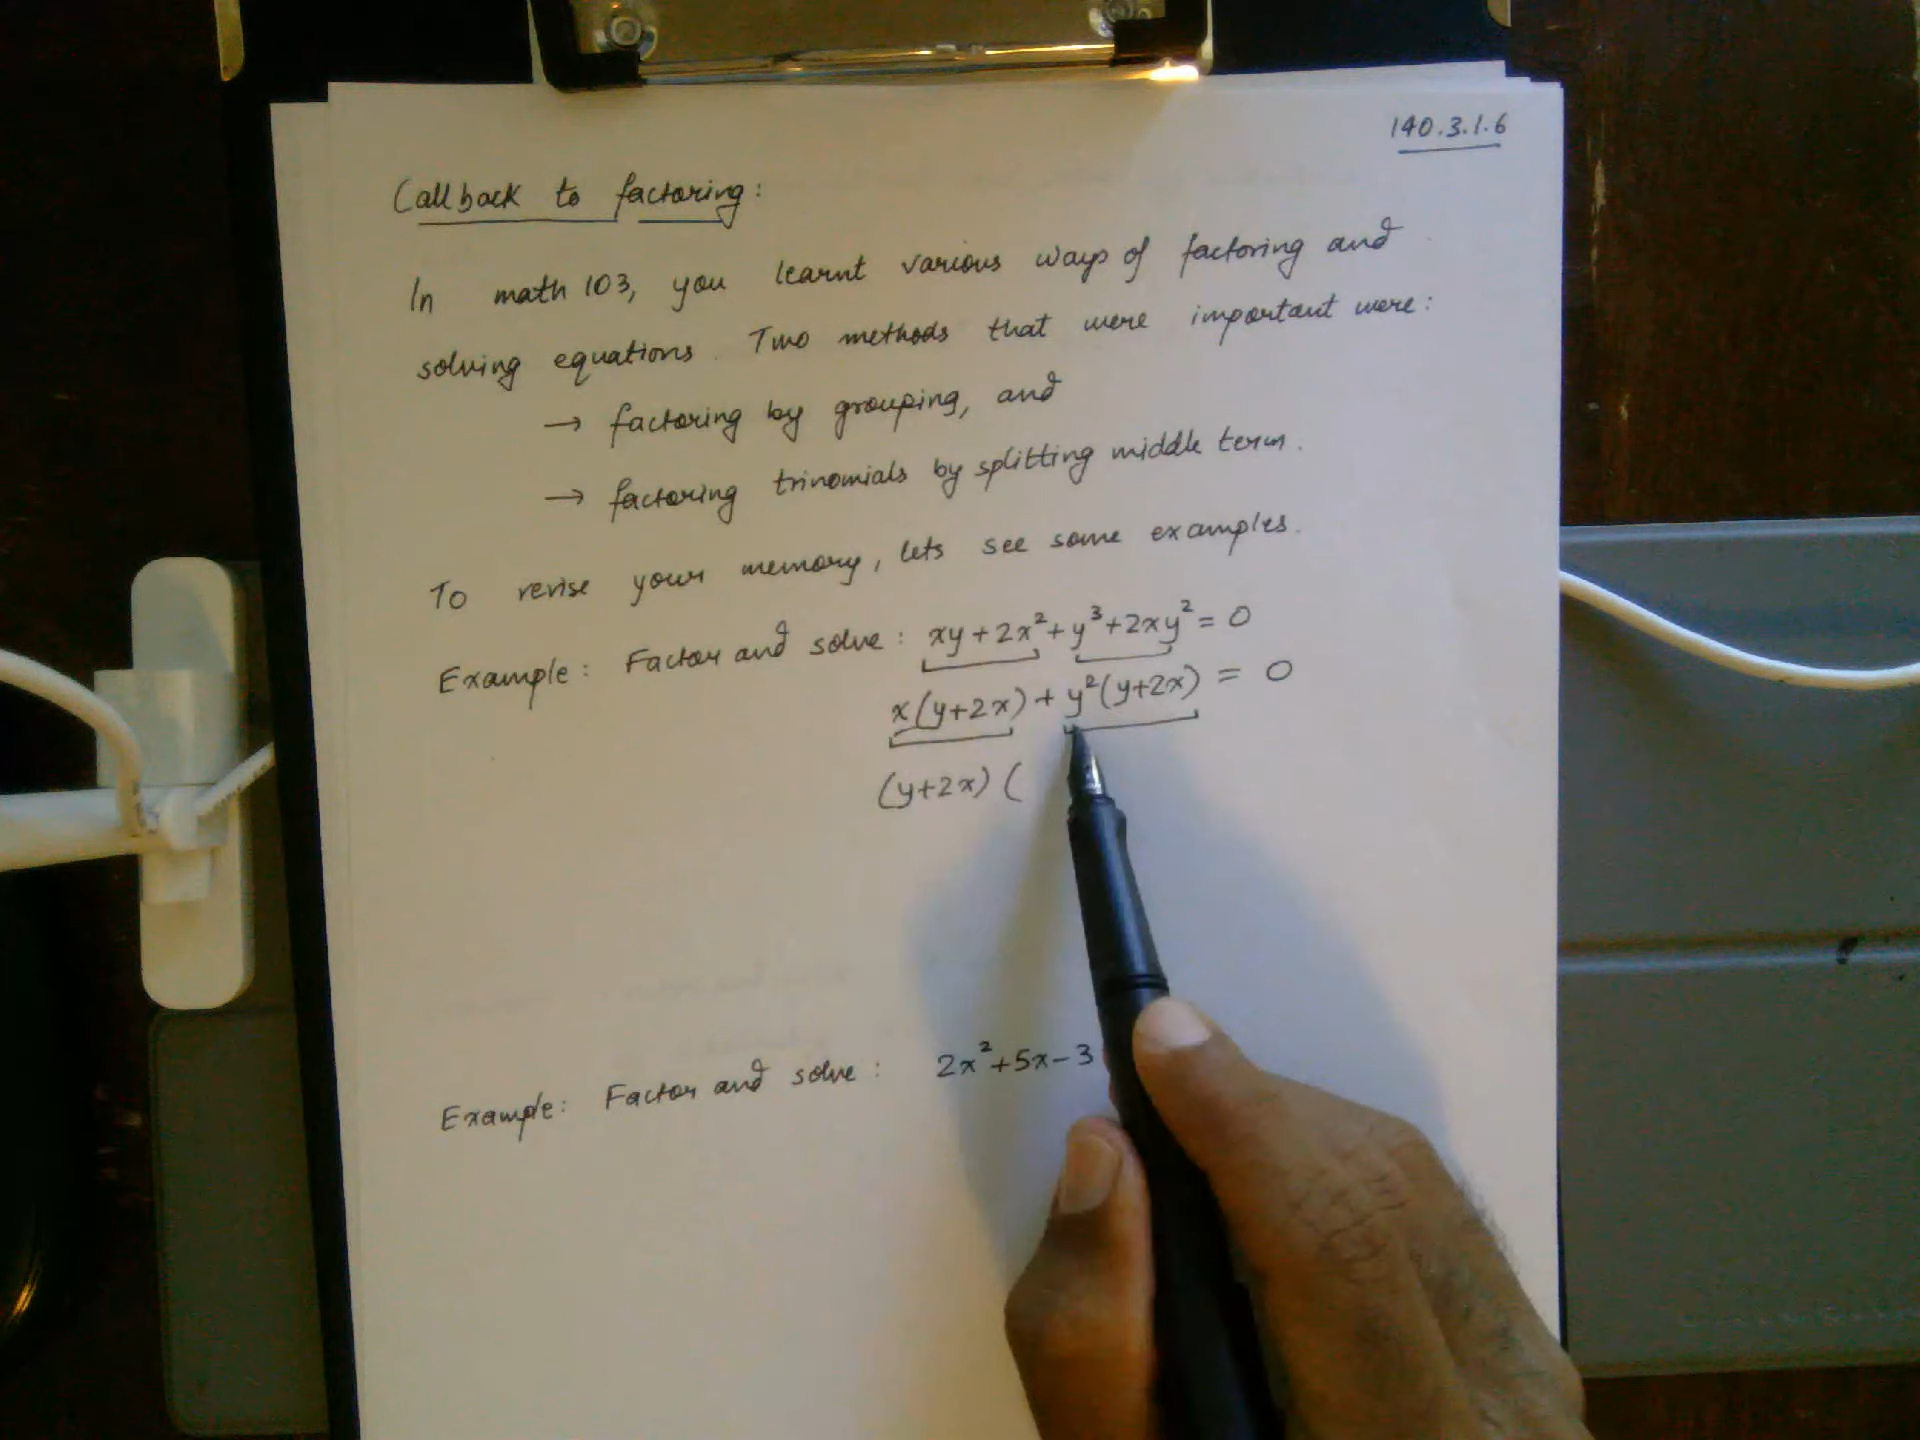 140.3.1.6
Callback to factoring:
In math 103, you learnt various ways of factoring and
solving equations. Two methods that were important were:
→ factoring by grouping, and
→ factoring trinomials by splitting middle term.
To revise your memory, lets see some examples.
Example: Factor and solve: xy+2x²+y³+2xy²=0
x(y+2x)+y²(y+2x) = 0
(y+2x) (
Example: Factor and solve: 2x²+5x-3